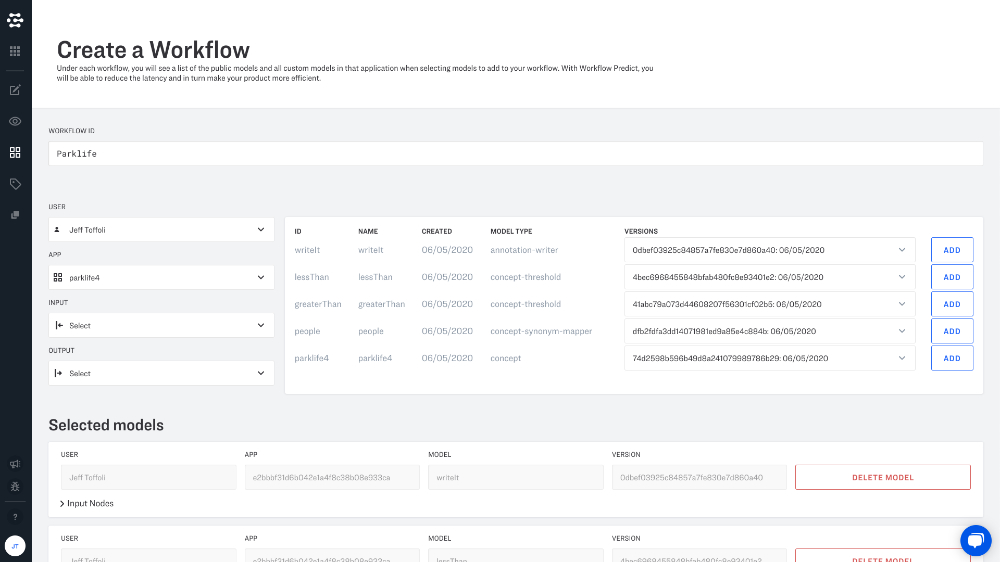 Create a Workflow
Under each workflow, you will see a list of the public models and all custom models in that application when selecting models to add to your workflow. With Workflow Predict, you
will be able to reduce the latency and in turn make your product more efficient.
WORKFLOW ID
Parklife
USER
Jeff Toffoli
APP
parklife4
INPUT
Select
OUTPUT
Select
ID NAME CREATED MODEL TYPE VERSIONS
writeIt writeIt 06/05/2020 annotation-writer 0dbef03925c84857a7fe830e7d860a40: 06/05/2020 ADD
lessThan lessThan 06/05/2020 concept-threshold 4bec6968455848bfab480fc8e93401e2: 06/05/2020 ADD
greaterThan greaterThan 06/05/2020 concept-threshold 41abc79a073d44608207f56301cf02b5: 06/05/2020 ADD
people people 06/05/2020 concept-synonym-mapper dfb2fdfa3dd14071981ed9a85e4c884b: 06/05/2020 ADD
parklife4 parklife4 06/05/2020 concept 74d2598b596b49d8a241079989786b29: 06/05/2020 ADD
Selected models
USER APP MODEL VERSION
Jeff Toffoli e2bbbf31d6b042e1a4f8c38b08e933ca writeIt 0dbef03925c84857a7fe830e7d860a40 DELETE MODEL
Input Nodes
USER APP MODEL VERSION
Jeff Toffoli e2bbbf31d6b042e1a4f8c38b08e933ca lessThan 4bec6968455848bfab480fc8e93401e2 DELETE MODEL
?
JT